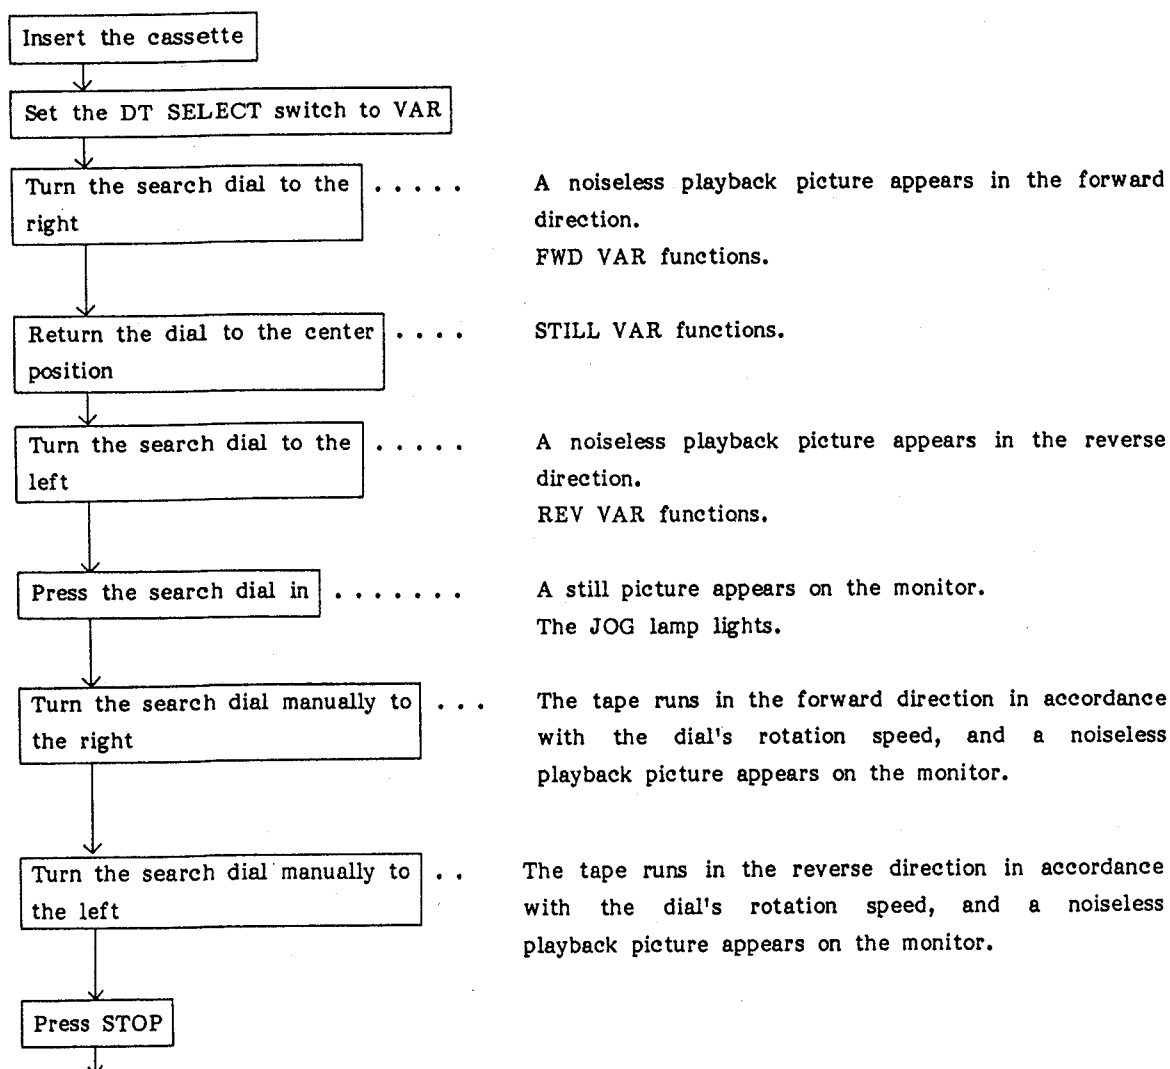 Insert the cassette
Set the DT SELECT switch to VAR
Turn the search dial to the . . . . . A noiseless playback picture appears in the forward
right direction.
FWD VAR functions.
Return the dial to the center . . . . STILL VAR functions.
position
Turn the search dial to the . . . . . A noiseless playback picture appears in the reverse
left direction.
REV VAR functions.
Press the search dial in . . . . . . . A still picture appears on the monitor.
The JOG lamp lights.
Turn the search dial manually to . . . The tape runs in the forward direction in accordance
the right with the dial's rotation speed, and a noiseless
playback picture appears on the monitor.
Turn the search dial manually to . . The tape runs in the reverse direction in accordance
the left with the dial's rotation speed, and a noiseless
playback picture appears on the monitor.
Press STOP